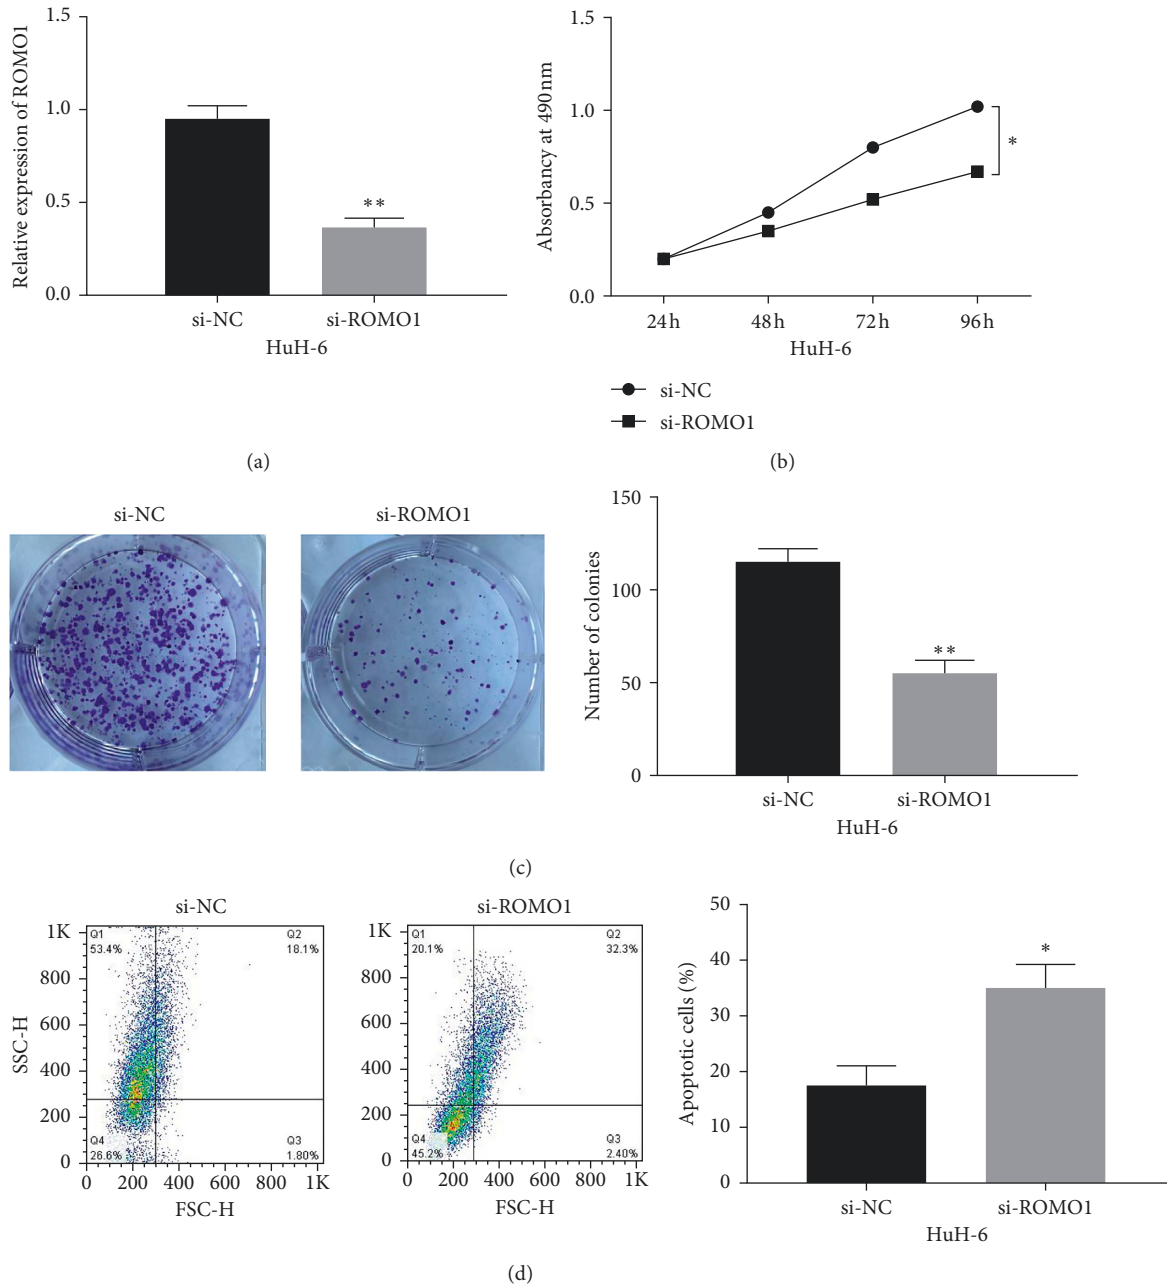 Relative expression of ROMO1
1.5
1.0
0.5
0.0
**
si-NC
si-ROMO1
HuH-6
(a)
Absorbancy at 490 nm
1.5
1.0
0.5
0.0
*
24 h
48 h
72 h
96 h
HuH-6
si-NC
si-ROMO1
(b)
si-NC
si-ROMO1
Number of colonies
150
100
50
0
**
si-NC
si-ROMO1
HuH-6
(c)
si-NC
SSC-H
1K
800
600
400
200
0
Q1
53.4%
Q2
18.1%
Q4
26.6%
Q3
1.80%
0
200
400
600
800
1K
FSC-H
si-ROMO1
1K
800
600
400
200
0
Q1
20.1%
Q2
32.3%
Q4
45.2%
Q3
2.40%
0
200
400
600
800
1K
FSC-H
Apoptotic cells (%)
50
40
30
20
10
0
*
si-NC
si-ROMO1
HuH-6
(d)